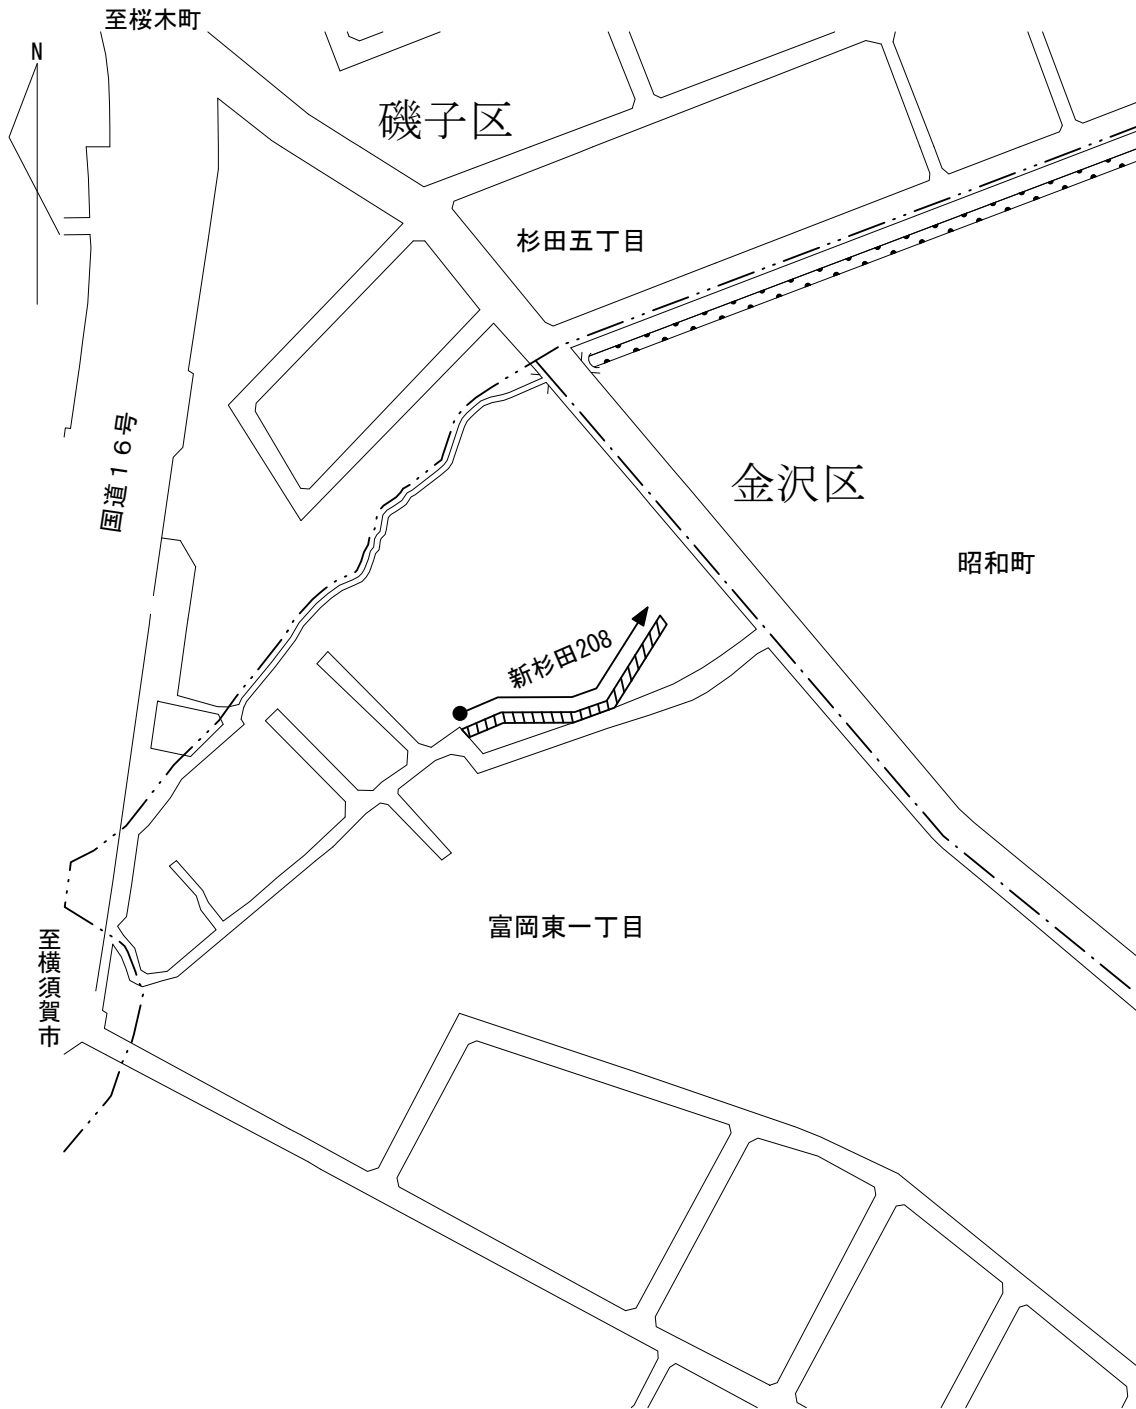 至桜木町
N
磯子区
杉田五丁目
国道16号
金沢区
昭和町
新杉田208
富岡東一丁目
至横須賀市